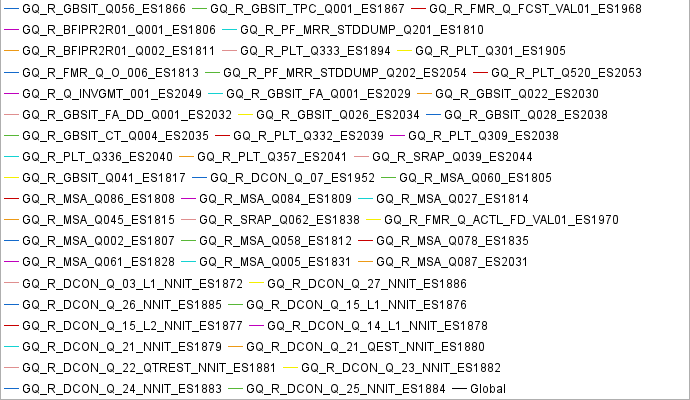 GQ_R_GBSIT_Q056_ES1866 GQ_R_GBSIT_TPC_Q001_ES1867 GQ_R_FMR_Q_FCST_VAL01_ES1968
GQ_R_BFIPR2R01_Q001_ES1806 GQ_R_PF_MRR_STDDUMP_Q201_ES1810
GQ_R_BFIPR2R01_Q002_ES1811 GQ_R_PLT_Q333_ES1894 GQ_R_PLT_Q301_ES1905
GQ_R_FMR_Q_O_006_ES1813 GQ_R_PF_MRR_STDDUMP_Q202_ES2054 GQ_R_PLT_Q520_ES2053
GQ_R_Q_INVGMT_001_ES2049 GQ_R_GBSIT_FA_Q001_ES2029 GQ_R_GBSIT_Q022_ES2030
GQ_R_GBSIT_FA_DD_Q001_ES2032 GQ_R_GBSIT_Q026_ES2034 GQ_R_GBSIT_Q028_ES2038
GQ_R_GBSIT_CT_Q004_ES2035 GQ_R_PLT_Q332_ES2039 GQ_R_PLT_Q309_ES2038
GQ_R_PLT_Q336_ES2040 GQ_R_PLT_Q357_ES2041 GQ_R_SRAP_Q039_ES2044
GQ_R_GBSIT_Q041_ES1817 GQ_R_DCON_Q_07_ES1952 GQ_R_MSA_Q060_ES1805
GQ_R_MSA_Q086_ES1808 GQ_R_MSA_Q084_ES1809 GQ_R_MSA_Q027_ES1814
GQ_R_MSA_Q045_ES1815 GQ_R_SRAP_Q062_ES1838 GQ_R_FMR_Q_ACTL_FD_VAL01_ES1970
GQ_R_MSA_Q002_ES1807 GQ_R_MSA_Q058_ES1812 GQ_R_MSA_Q078_ES1835
GQ_R_MSA_Q061_ES1828 GQ_R_MSA_Q005_ES1831 GQ_R_MSA_Q087_ES2031
GQ_R_DCON_Q_03_L1_NNIT_ES1872 GQ_R_DCON_Q_27_NNIT_ES1886
GQ_R_DCON_Q_26_NNIT_ES1885 GQ_R_DCON_Q_15_L1_NNIT_ES1876
GQ_R_DCON_Q_15_L2_NNIT_ES1877 GQ_R_DCON_Q_14_L1_NNIT_ES1878
GQ_R_DCON_Q_21_NNIT_ES1879 GQ_R_DCON_Q_21_QEST_NNIT_ES1880
GQ_R_DCON_Q_22_QTREST_NNIT_ES1881 GQ_R_DCON_Q_23_NNIT_ES1882
GQ_R_DCON_Q_24_NNIT_ES1883 GQ_R_DCON_Q_25_NNIT_ES1884 Global